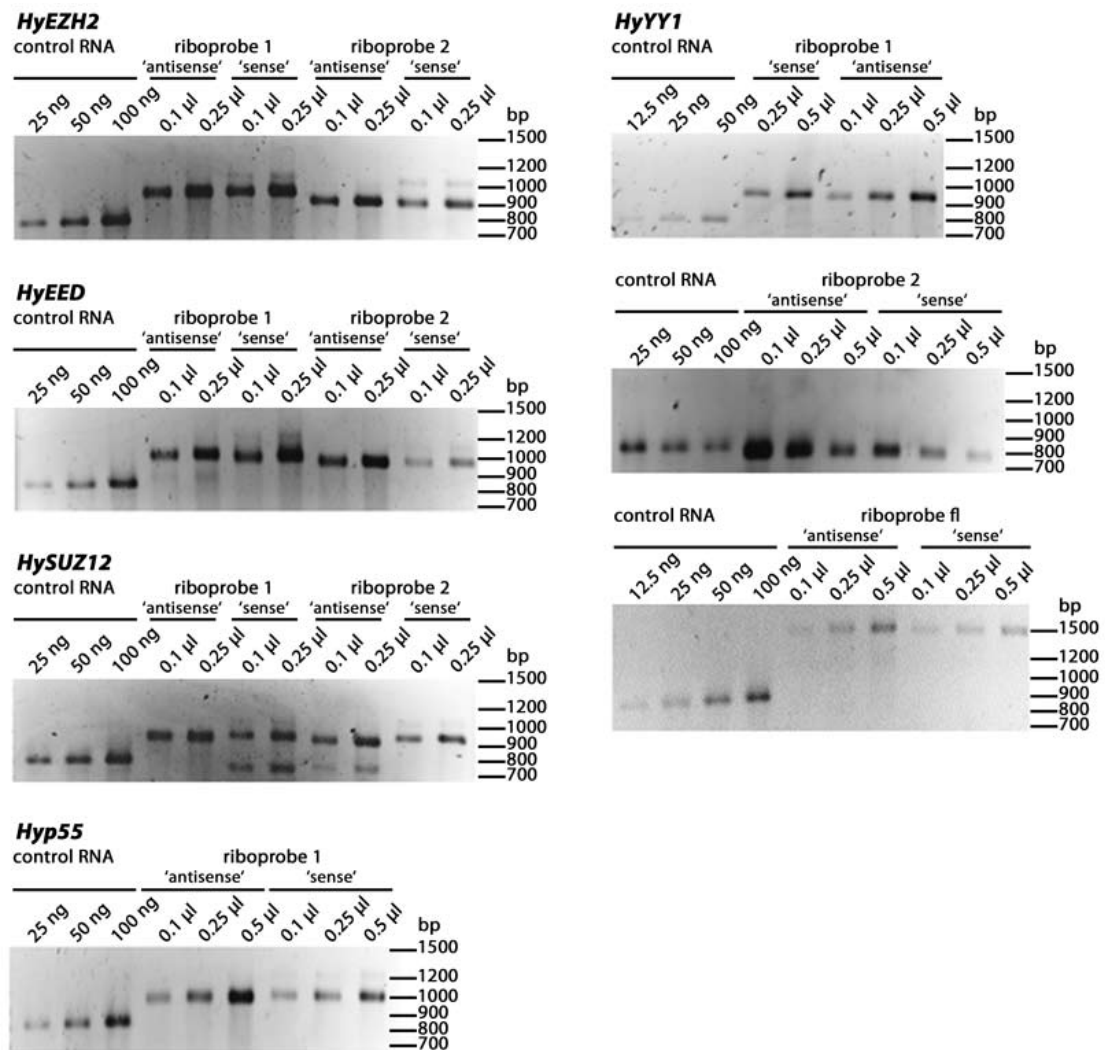 HyEZH2
control RNA riboprobe 1 riboprobe 2
'antisense' 'sense' 'antisense' 'sense'
25 ng 50 ng 100 ng 0.1 µl 0.25 µl 0.1 µl 0.25 µl 0.1 µl 0.25 µl 0.1 µl 0.25 µl bp
1500
1200
1000
900
800
700
HyEED
control RNA riboprobe 1 riboprobe 2
'antisense' 'sense' 'antisense' 'sense'
25 ng 50 ng 100 ng 0.1 µl 0.25 µl 0.1 µl 0.25 µl 0.1 µl 0.25 µl 0.1 µl 0.25 µl bp
1500
1200
1000
900
800
700
HySUZ12
control RNA riboprobe 1 riboprobe 2
'antisense' 'sense' 'antisense' 'sense'
25 ng 50 ng 100 ng 0.1 µl 0.25 µl 0.1 µl 0.25 µl 0.1 µl 0.25 µl 0.1 µl 0.25 µl bp
1500
1200
1000
900
800
700
Hyp55
control RNA riboprobe 1
'antisense' 'sense'
25 ng 50 ng 100 ng 0.1 µl 0.25 µl 0.5 µl 0.1 µl 0.25 µl 0.5 µl bp
1500
1200
1000
900
800
700
HyYY1
control RNA riboprobe 1
'sense' 'antisense'
12.5 ng 25 ng 50 ng 0.25 µl 0.5 µl 0.1 µl 0.25 µl 0.5 µl bp
1500
1200
1000
900
800
700
control RNA riboprobe 2
'antisense' 'sense'
25 ng 50 ng 100 ng 0.1 µl 0.25 µl 0.5 µl 0.1 µl 0.25 µl 0.5 µl bp
1500
1200
1000
900
800
700
control RNA riboprobe fl
'antisense' 'sense'
12.5 ng 25 ng 50 ng 100 ng 0.1 µl 0.25 µl 0.5 µl 0.1 µl 0.25 µl 0.5 µl bp
1500
1200
1000
900
800
700